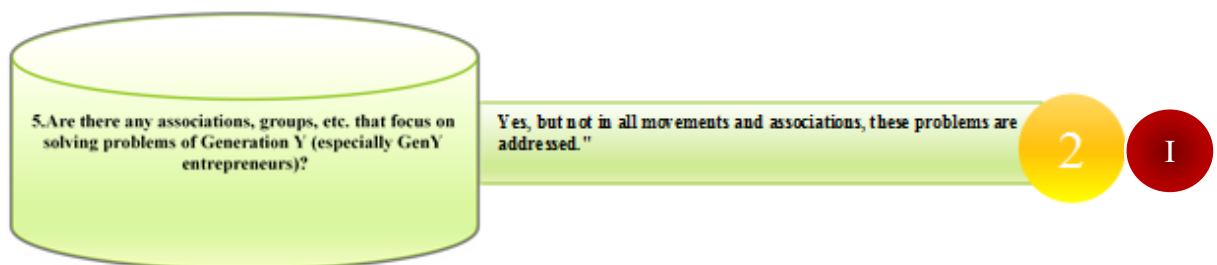 5.Are there any associations, groups, etc. that focus on
solving problems of Generation Y (especially GenY
entrepreneurs)?
Yes, but not in all movements and associations, these problems are
addressed."
2
I